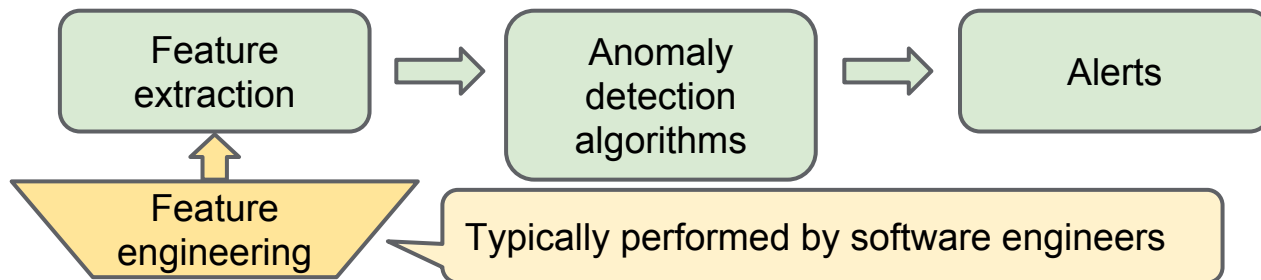 Feature
extraction
Anomaly
detection
algorithms
Alerts
Feature
engineering
Typically performed by software engineers